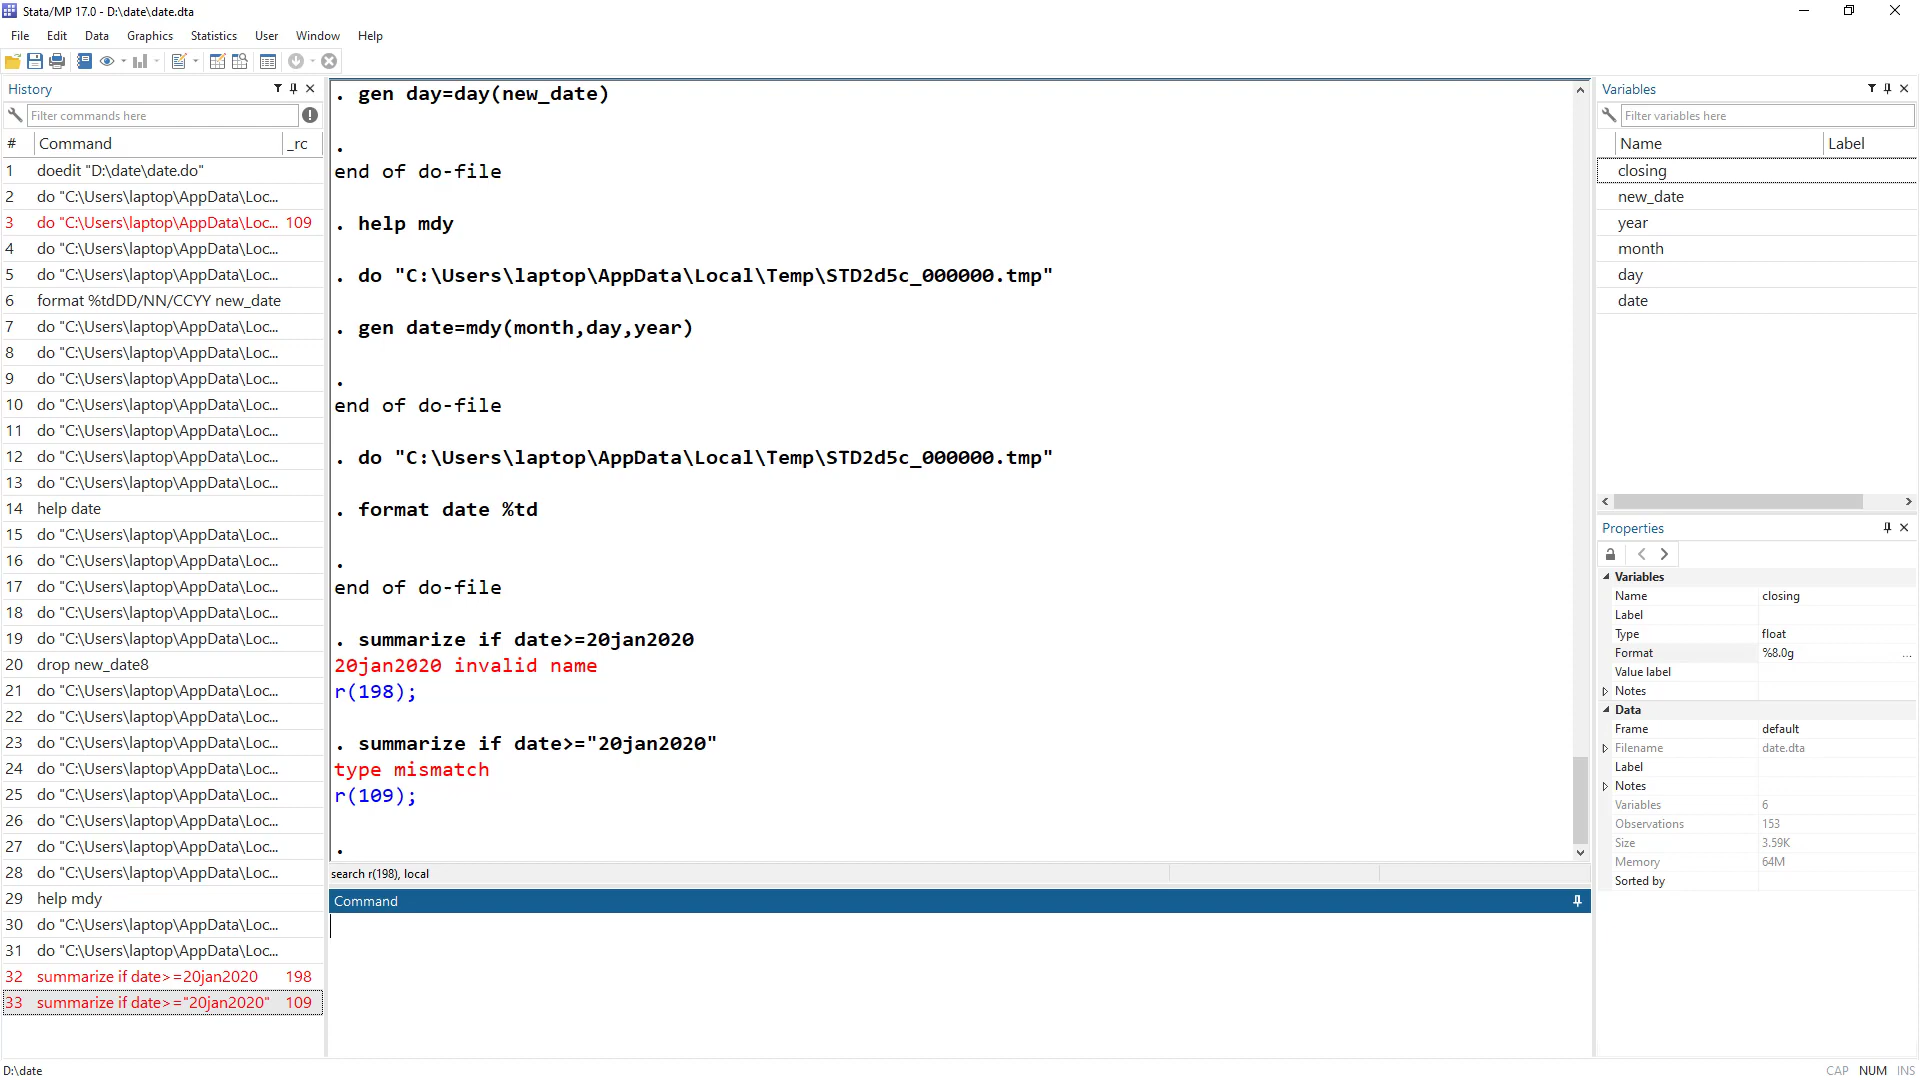 Stata/MP 17.0 - D:\date\date.dta
File Edit Data Graphics Statistics User Window Help
History
Filter commands here
# Command _rc
1 doedit "D:\date\date.do"
2 do "C:\Users\laptop\AppData\Loc...
3 do "C:\Users\laptop\AppData\Loc... 109
4 do "C:\Users\laptop\AppData\Loc...
5 do "C:\Users\laptop\AppData\Loc...
6 format %tdDD/NN/CCYY new_date
7 do "C:\Users\laptop\AppData\Loc...
8 do "C:\Users\laptop\AppData\Loc...
9 do "C:\Users\laptop\AppData\Loc...
10 do "C:\Users\laptop\AppData\Loc...
11 do "C:\Users\laptop\AppData\Loc...
12 do "C:\Users\laptop\AppData\Loc...
13 do "C:\Users\laptop\AppData\Loc...
14 help date
15 do "C:\Users\laptop\AppData\Loc...
16 do "C:\Users\laptop\AppData\Loc...
17 do "C:\Users\laptop\AppData\Loc...
18 do "C:\Users\laptop\AppData\Loc...
19 do "C:\Users\laptop\AppData\Loc...
20 drop new_date8
21 do "C:\Users\laptop\AppData\Loc...
22 do "C:\Users\laptop\AppData\Loc...
23 do "C:\Users\laptop\AppData\Loc...
24 do "C:\Users\laptop\AppData\Loc...
25 do "C:\Users\laptop\AppData\Loc...
26 do "C:\Users\laptop\AppData\Loc...
27 do "C:\Users\laptop\AppData\Loc...
28 do "C:\Users\laptop\AppData\Loc...
29 help mdy
30 do "C:\Users\laptop\AppData\Loc...
31 do "C:\Users\laptop\AppData\Loc...
32 summarize if date>=20jan2020 198
33 summarize if date>="20jan2020" 109
. gen day=day(new_date)
.
end of do-file
. help mdy
. do "C:\Users\laptop\AppData\Local\Temp\STD2d5c_000000.tmp"
. gen date=mdy(month,day,year)
.
end of do-file
. do "C:\Users\laptop\AppData\Local\Temp\STD2d5c_000000.tmp"
. format date %td
.
end of do-file
. summarize if date>=20jan2020
20jan2020 invalid name
r(198);
. summarize if date>="20jan2020"
type mismatch
r(109);
.
search r(198), local
Command
Variables
Filter variables here
Name Label
closing
new_date
year
month
day
date
Properties
Variables
Name closing
Label
Type float
Format %8.0g ...
Value label
Notes
Data
Frame default
Filename date.dta
Label
Notes
Variables 6
Observations 153
Size 3.59K
Memory 64M
Sorted by
D:\date
CAP NUM INS